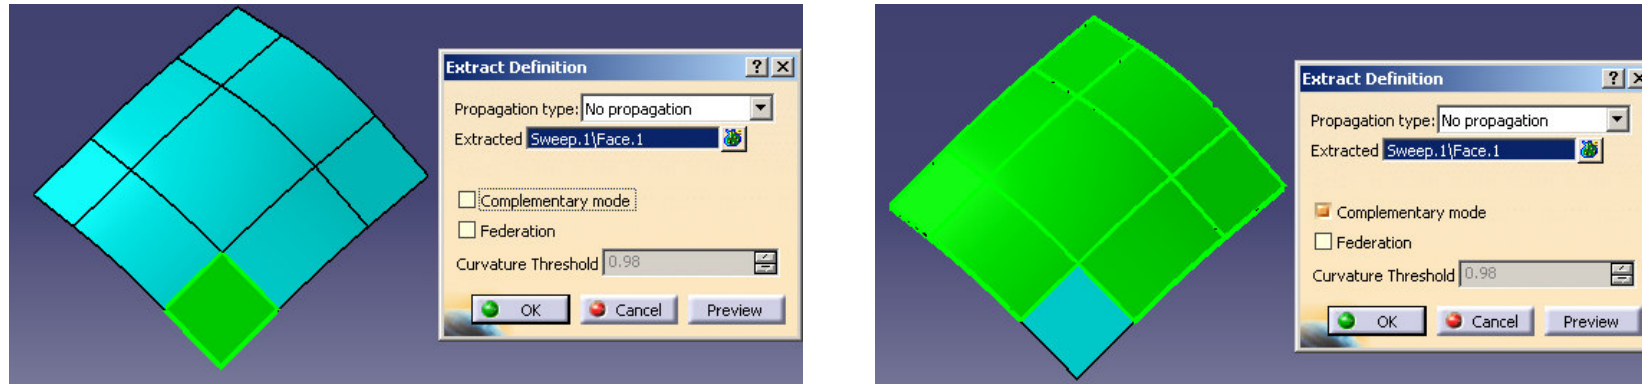 Extract Definition
Propagation type: No propagation
Extracted Sweep.1\Face.1
Complementary mode
Federation
Curvature Threshold 0.98
OK Cancel Preview
Extract Definition
Propagation type: No propagation
Extracted Sweep.1\Face.1
Complementary mode
Federation
Curvature Threshold 0.98
OK Cancel Preview